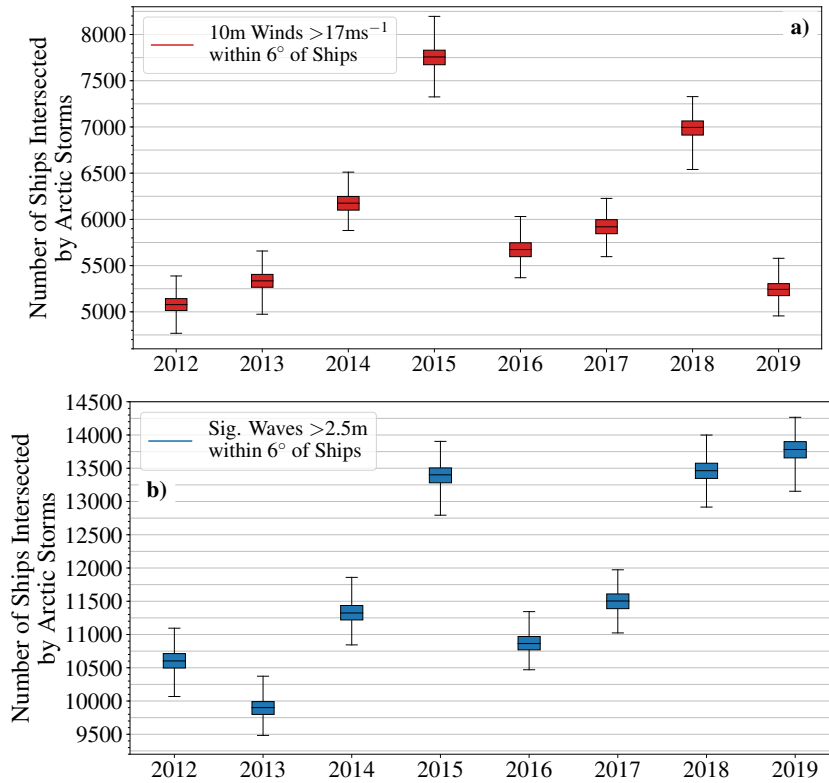 10m Winds >17ms⁻¹
within 6° of Ships
a)
Number of Ships Intersected
by Arctic Storms
8000
7500
7000
6500
6000
5500
5000
2012 2013 2014 2015 2016 2017 2018 2019
Sig. Waves >2.5m
within 6° of Ships
b)
Number of Ships Intersected
by Arctic Storms
14500
14000
13500
13000
12500
12000
11500
11000
10500
10000
9500
2012 2013 2014 2015 2016 2017 2018 2019